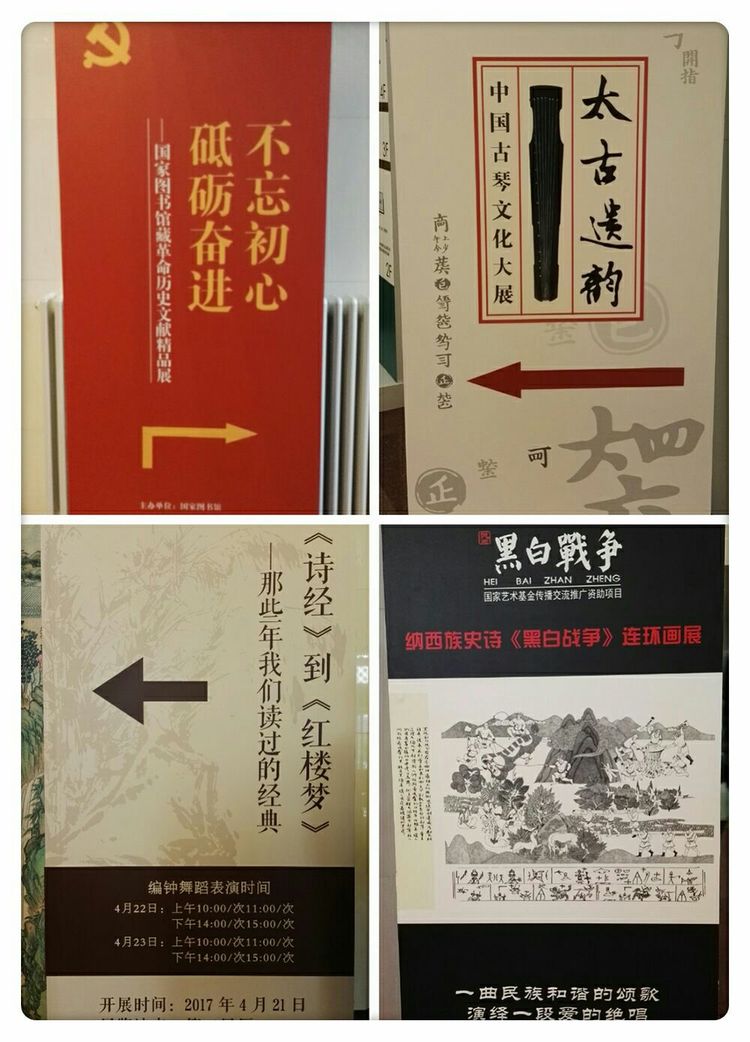 不忘初心
砥砺奋进
——国家图书馆藏革命历史文献精品展
主办单位：国家图书馆
開指
太古遗韵
中国古琴文化大展
正
《诗经》到《红楼梦》
—那些年我们读过的经典
编钟舞蹈表演时间
4月22日：上午10:00/次11:00/次
下午14:00/次15:00/次
4月23日：上午10:00/次11:00/次
下午14:00/次15:00/次
开展时间：2017年4月21日
黑白戰争
HEI BAI ZHAN ZHENG
国家艺术基金传播交流推广资助项目
纳西族史诗《黑白战争》连环画展
一曲民族和谐的颂歌
演绎一段爱的绝唱